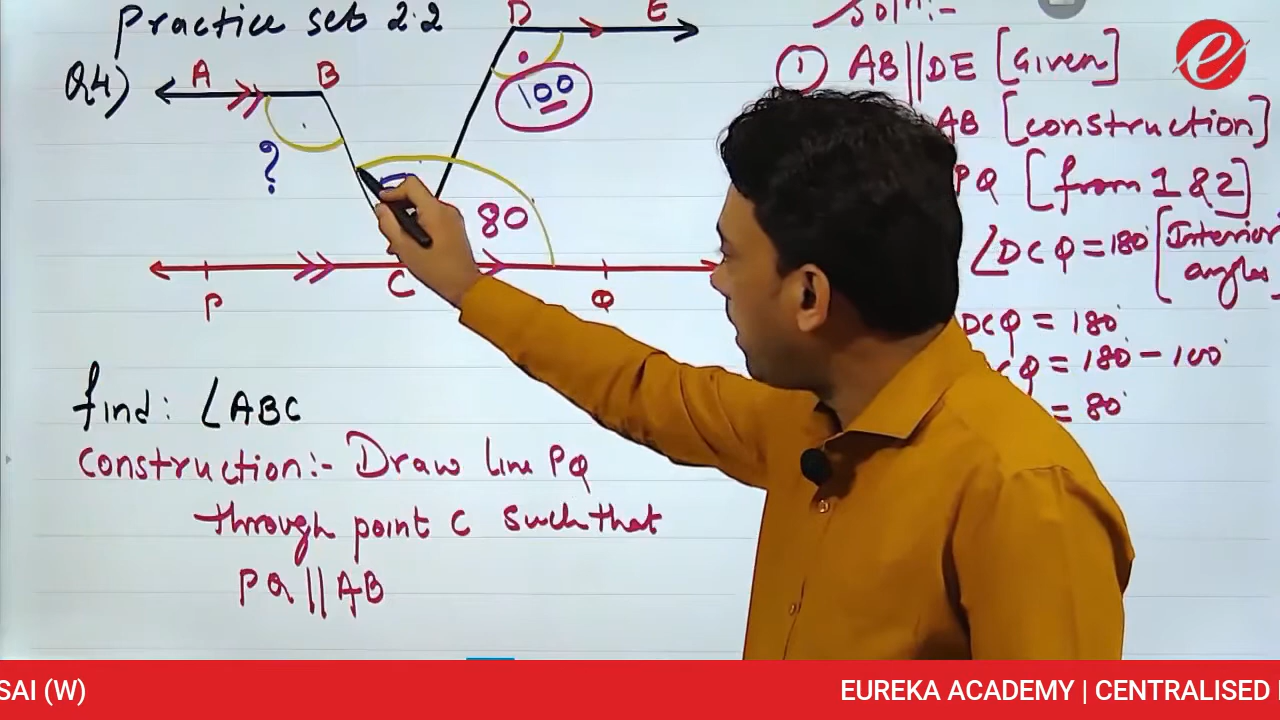 Practice set 2.2
Q4)
A
B
D
E
100
?
80
P
C
Q
find: ∠ABC
construction:- Draw line PQ
through point C such that
PQ || AB
Soln:-
① AB || DE [Given]
AB [construction]
PQ [from 1 & 2]
∠DCQ = 180° [Interior angles
DCQ = 180°
Q = 180° - 100°
= 80°
SAI (W)
EUREKA ACADEMY | CENTRALISED